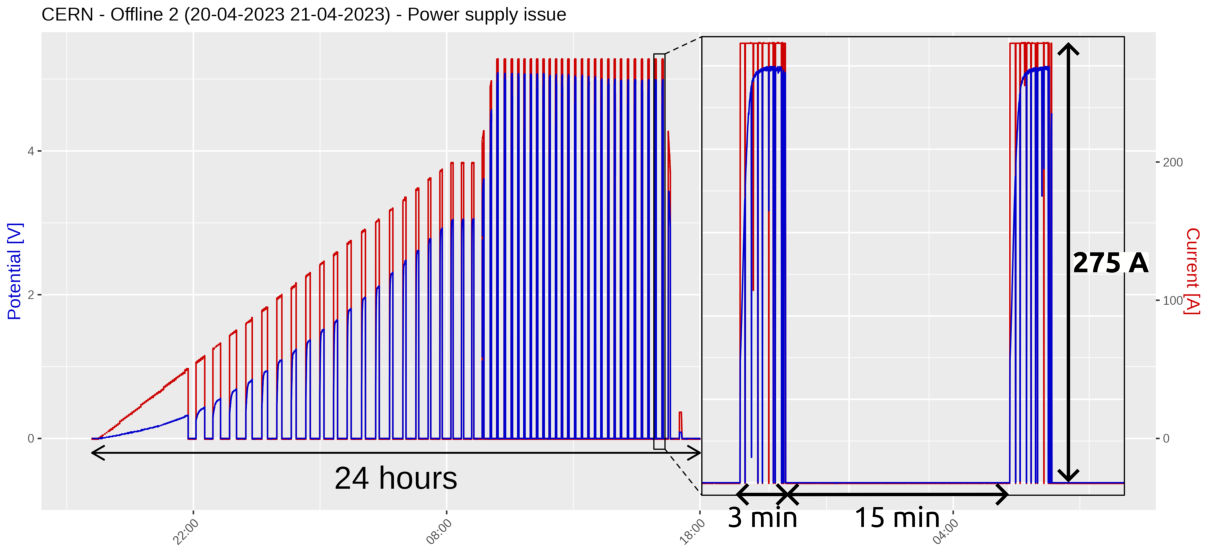 CERN - Offline 2 (20-04-2023 21-04-2023) - Power supply issue
Potential [V]
4
2
0
200
100
0
Current [A]
275 A
24 hours
3 min
15 min
22:00
08:00
18:00
04:00